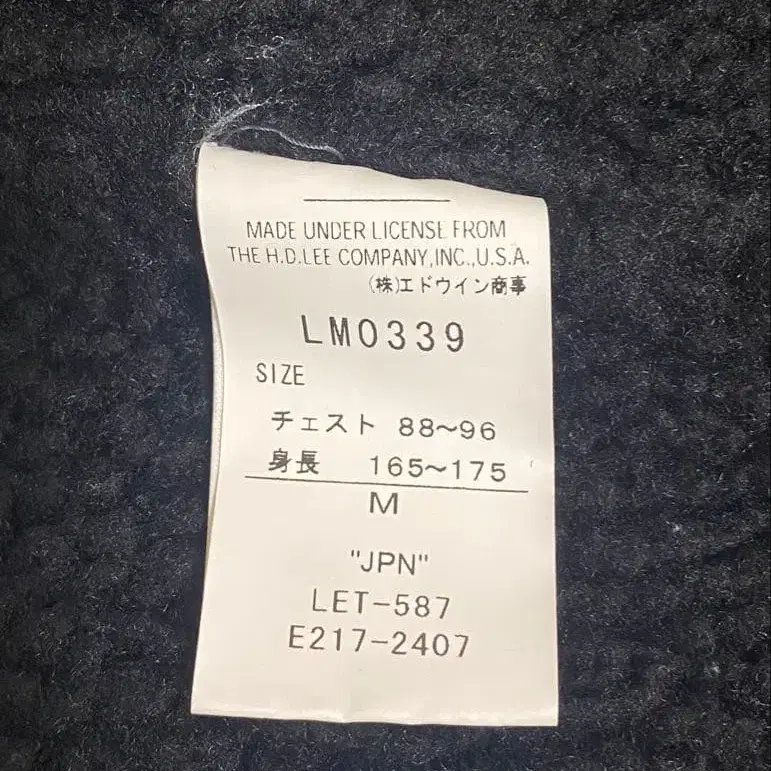 MADE UNDER LICENSE FROM
THE H.D.LEE COMPANY,INC.,U.S.A.
(株)エドウイン商事
LM0339
SIZE
チェスト 88〜96
身長 165〜175
M
"JPN"
LET-587
E217-2407